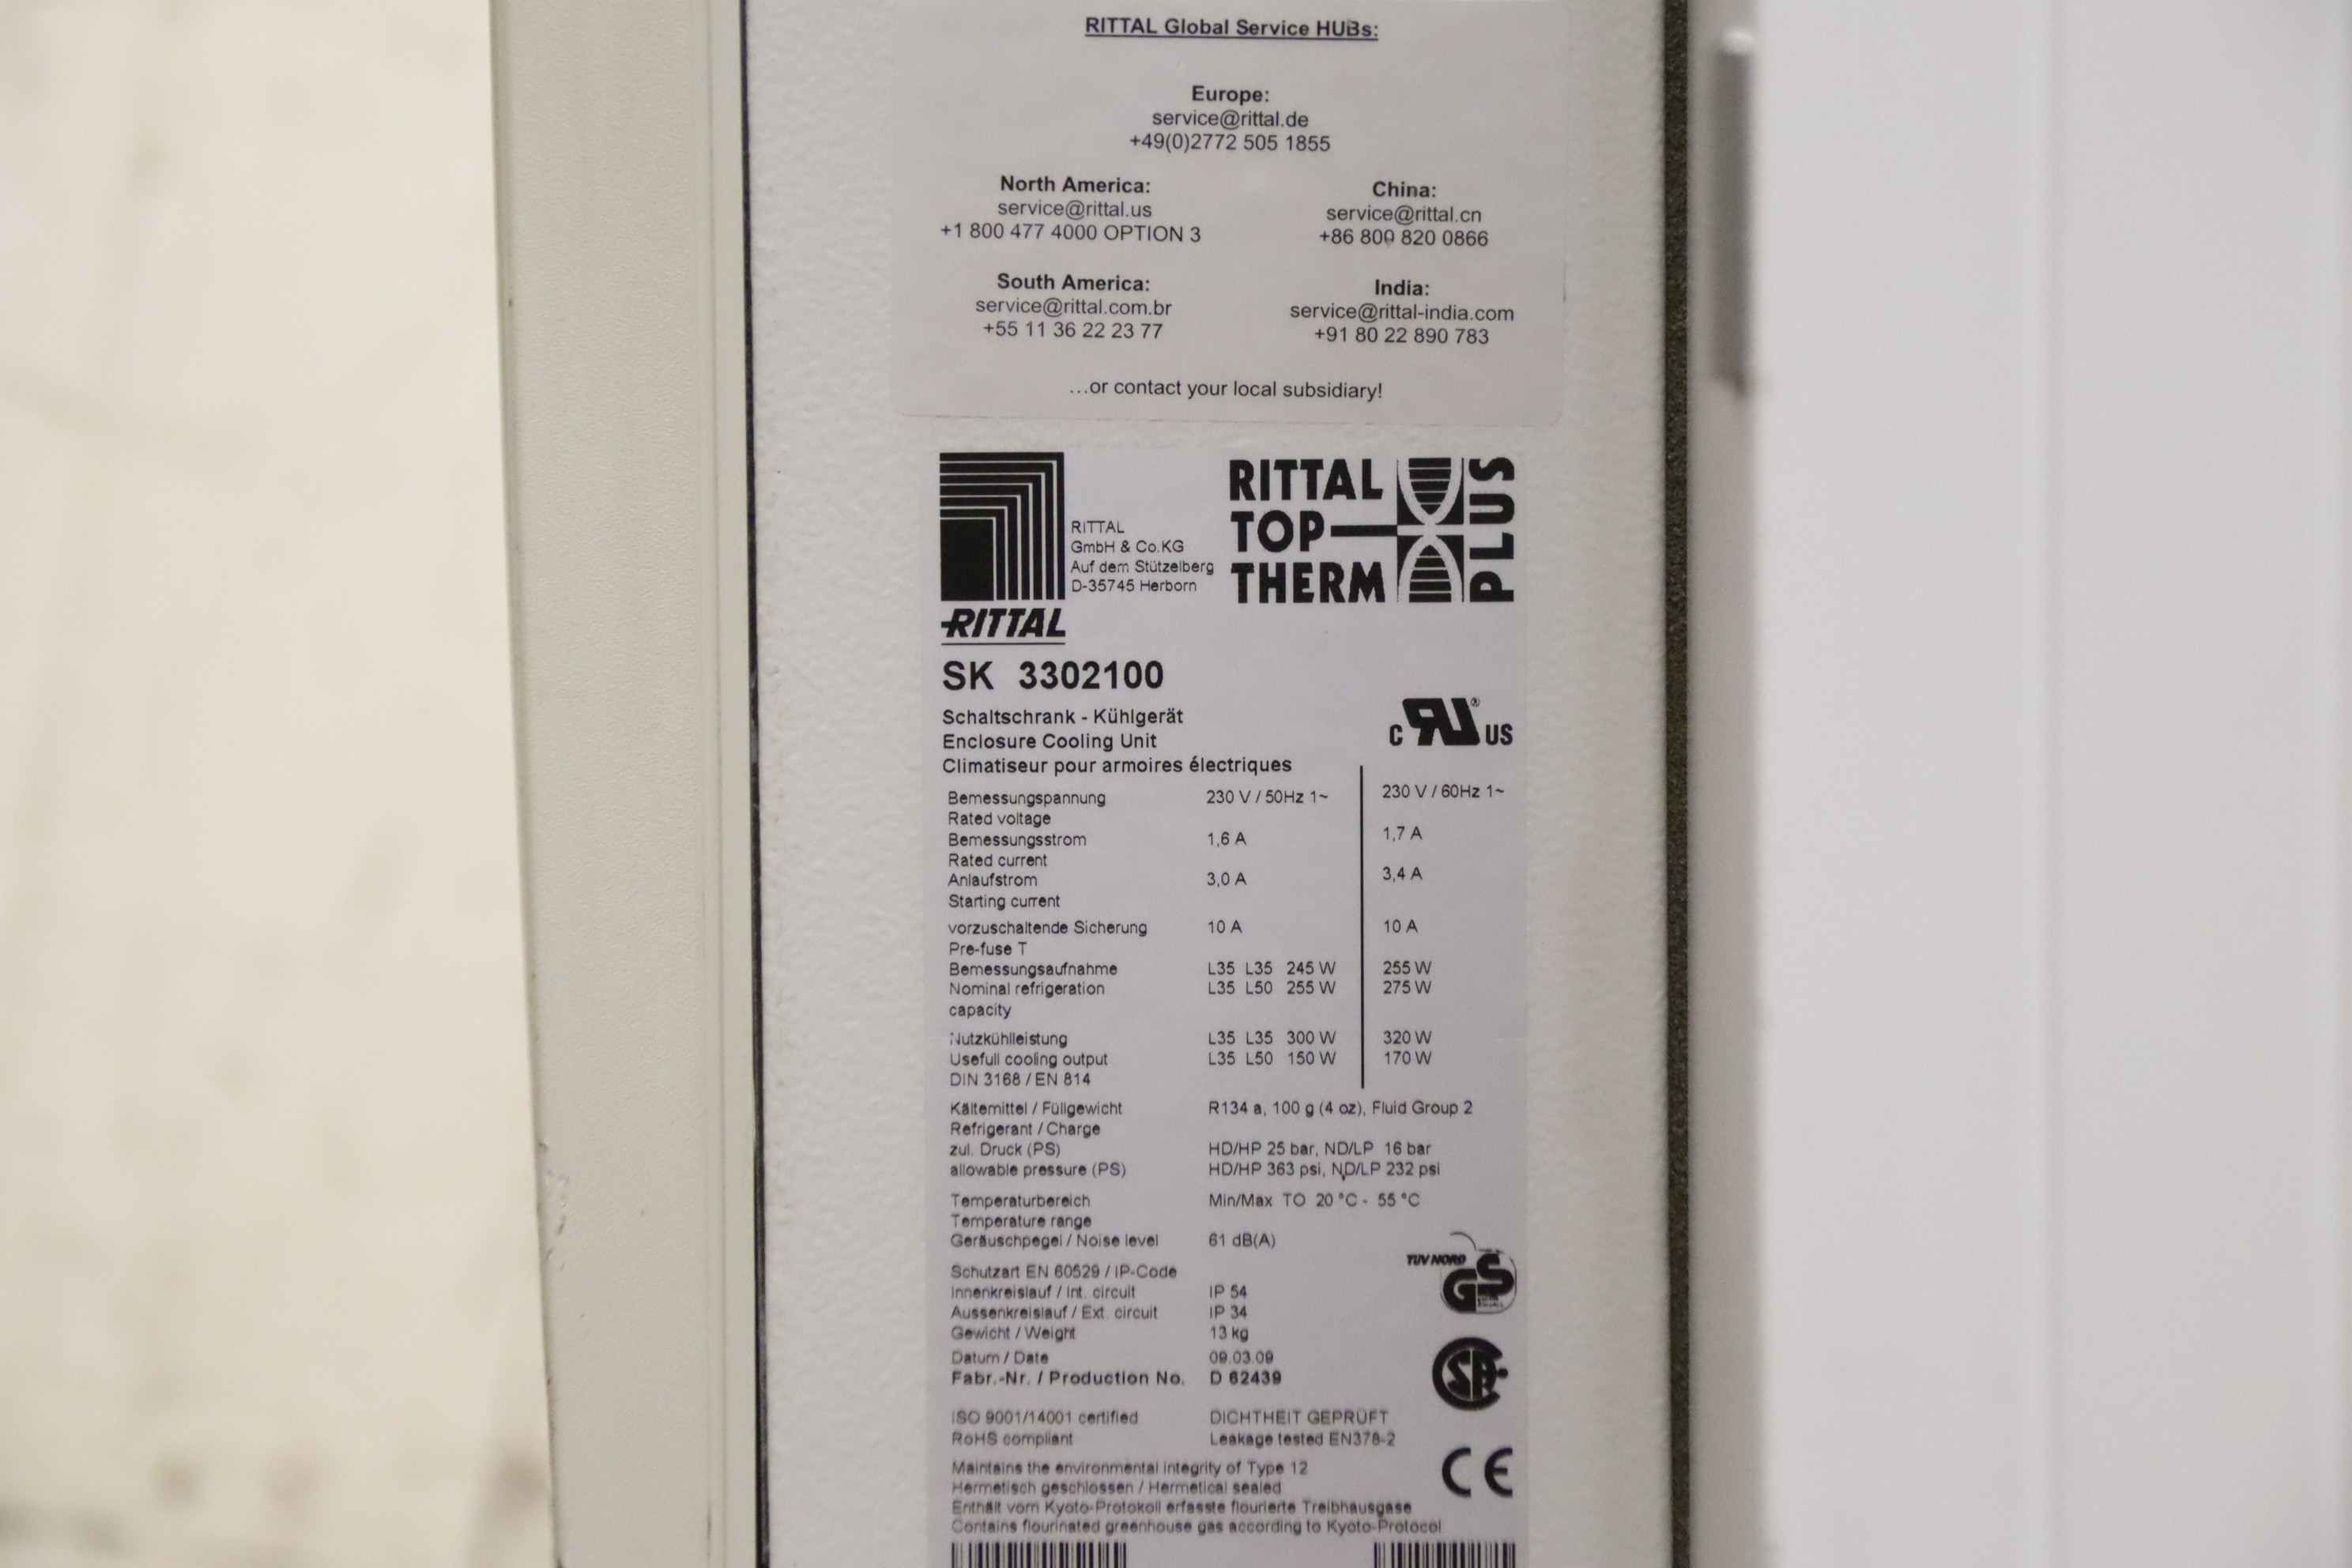 RITTAL Global Service HUBs:
Europe:
service@rittal.de
+49(0)2772 505 1855
North America:
service@rittal.us
+1 800 477 4000 OPTION 3
China:
service@rittal.cn
+86 800 820 0866
South America:
service@rittal.com.br
+55 11 36 22 23 77
India:
service@rittal-india.com
+91 80 22 890 783
...or contact your local subsidiary!
RITTAL
GmbH & Co.KG
Auf dem Stützelberg
D-35745 Herborn
RITTAL
RITTAL
TOP
THERM
PLUS
SK 3302100
Schaltschrank - Kühlgerät
Enclosure Cooling Unit
Climatiseur pour armoires électriques
C RU ® US
Bemessungspannung 230 V / 50Hz 1~ 230 V / 60Hz 1~
Rated voltage
Bemessungsstrom 1,6 A 1,7 A
Rated current
Anlaufstrom 3,0 A 3,4 A
Starting current
vorzuschaltende Sicherung 10 A 10 A
Pre-fuse T
Bemessungsaufnahme L35 L35 245 W 255 W
Nominal refrigeration L35 L50 255 W 275 W
capacity
Nutzkühlleistung L35 L35 300 W 320 W
Usefull cooling output L35 L50 150 W 170 W
DIN 3168 / EN 814
Kältemittel / Füllgewicht R134 a, 100 g (4 oz), Fluid Group 2
Refrigerant / Charge
zul. Druck (PS) HD/HP 25 bar, ND/LP 16 bar
allowable pressure (PS) HD/HP 363 psi, ND/LP 232 psi
Temperaturbereich Min/Max TO 20 °C - 55 °C
Temperature range
Geräuschpegel / Noise level 61 dB(A)
TUV NORD
GS
Schutzart EN 60529 / IP-Code
Innenkreislauf / Int. circuit IP 54
Aussenkreislauf / Ext. circuit IP 34
Gewicht / Weight 13 kg
Datum / Date 09.03.09
Fabr.-Nr. / Production No. D 62439
ISO 9001/14001 certified DICHTHEIT GEPRÜFT
RoHS compliant Leakage tested EN378-2
Maintains the environmental integrity of Type 12
Hermetisch geschlossen / Hermetical sealed
Enthält vom Kyoto-Protokoll erfasste flourierte Treibhausgase
Contains flourinated greenhouse gas according to Kyoto-Protocol
SA
CE